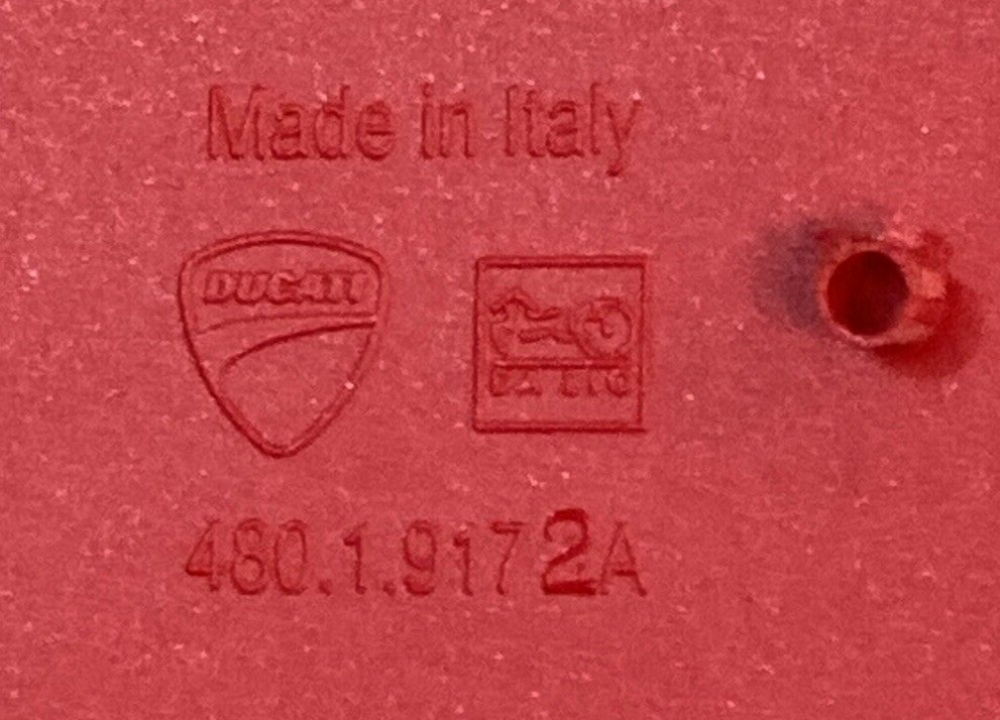 Made in Italy
DUCATI
480.1.9172A